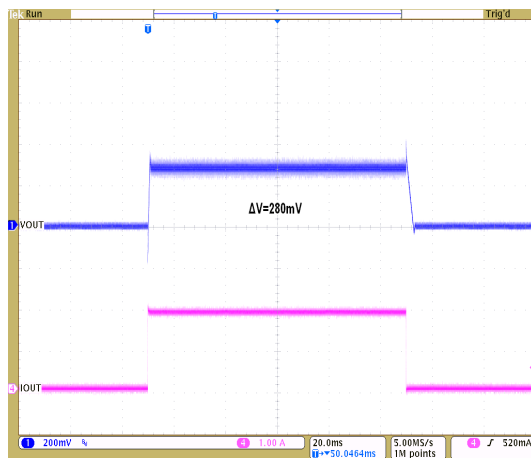 Tek Run Trig'd
T
ΔV=280mV
1 VOUT
4 IOUT
1 200mV 4 1.00 A 20.0ms 5.00MS/s 4 520mA
T→▼50.0464ms 1M points